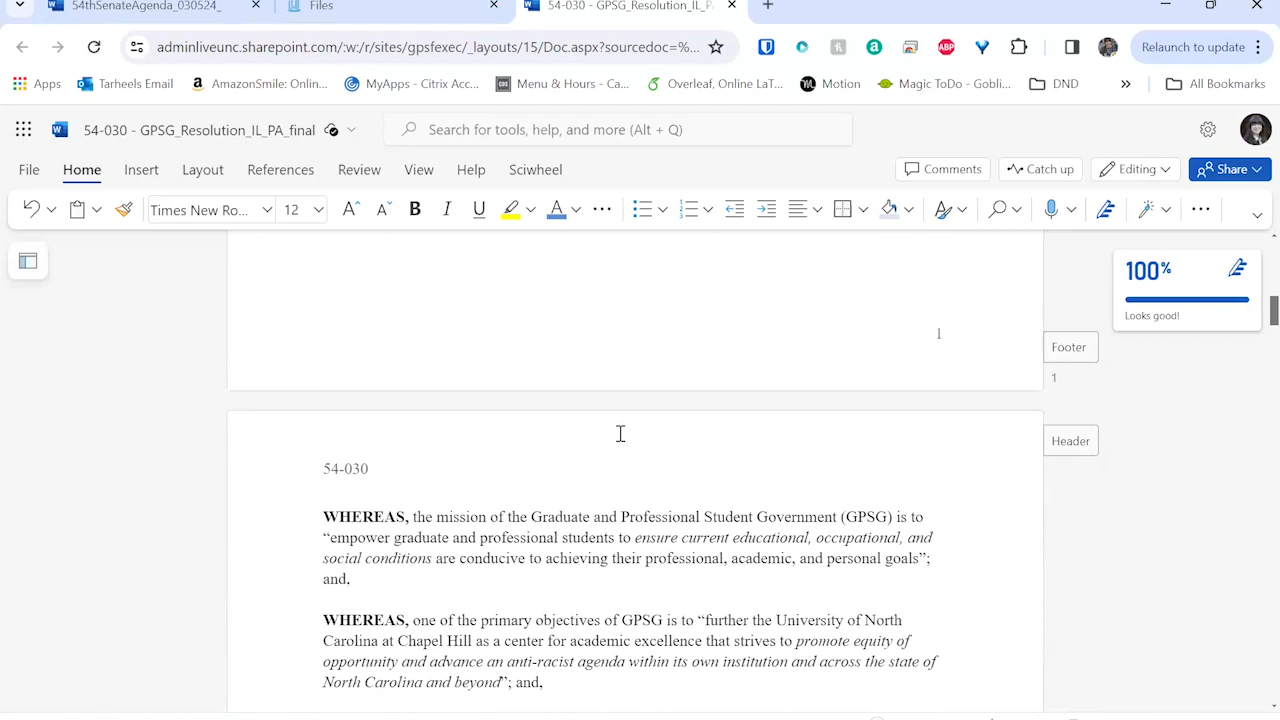 54thSenateAgenda_030524_
Files
54-030 - GPSG_Resolution_IL_PA
adminliveunc.sharepoint.com/:w:/r/sites/gpsfexec/_layouts/15/Doc.aspx?sourcedoc=%...
ABP
Relaunch to update
Apps
Tarheels Email
AmazonSmile: Onlin...
MyApps - Citrix Acc...
Menu & Hours - Ca...
Overleaf, Online LaT...
Motion
Magic ToDo - Gobli...
DND
All Bookmarks
54-030 - GPSG_Resolution_IL_PA_final
Search for tools, help, and more (Alt + Q)
File
Home
Insert
Layout
References
Review
View
Help
Sciwheel
Comments
Catch up
Editing
Share
Times New Ro...
12
100%
Looks good!
1
Footer
1
Header
54-030
WHEREAS, the mission of the Graduate and Professional Student Government (GPSG) is to
“empower graduate and professional students to ensure current educational, occupational, and
social conditions are conducive to achieving their professional, academic, and personal goals”;
and,
WHEREAS, one of the primary objectives of GPSG is to “further the University of North
Carolina at Chapel Hill as a center for academic excellence that strives to promote equity of
opportunity and advance an anti-racist agenda within its own institution and across the state of
North Carolina and beyond”; and,